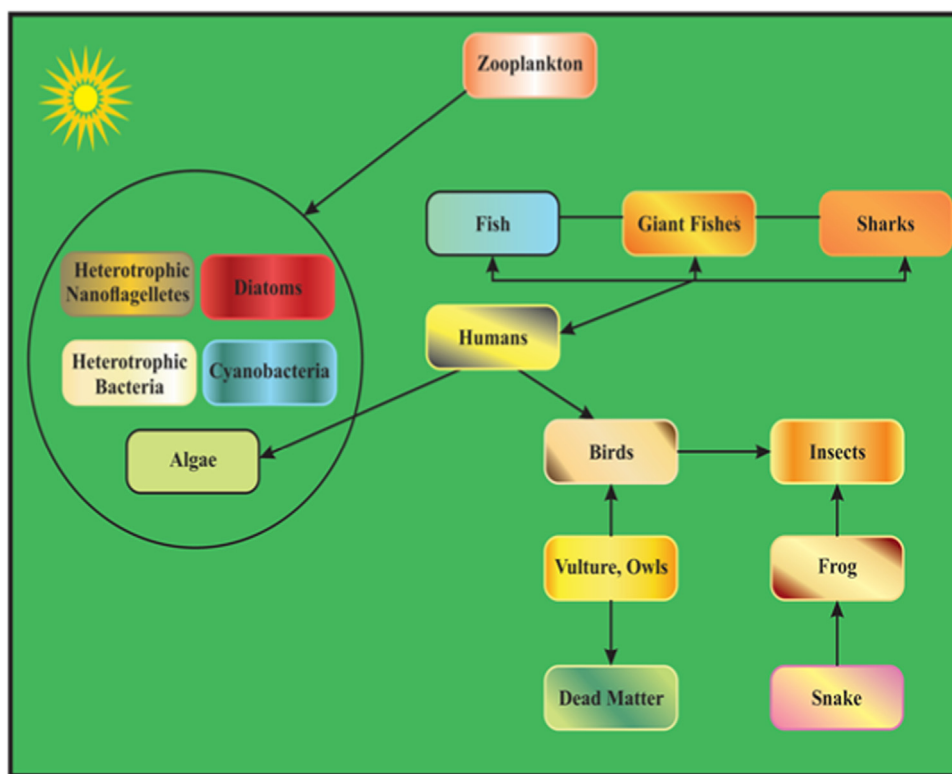 Zooplankton
Fish
Giant Fishes
Sharks
Heterotrophic
Nanoflagelletes
Diatoms
Humans
Heterotrophic
Bacteria
Cyanobacteria
Algae
Birds
Insects
Vulture, Owls
Frog
Dead Matter
Snake